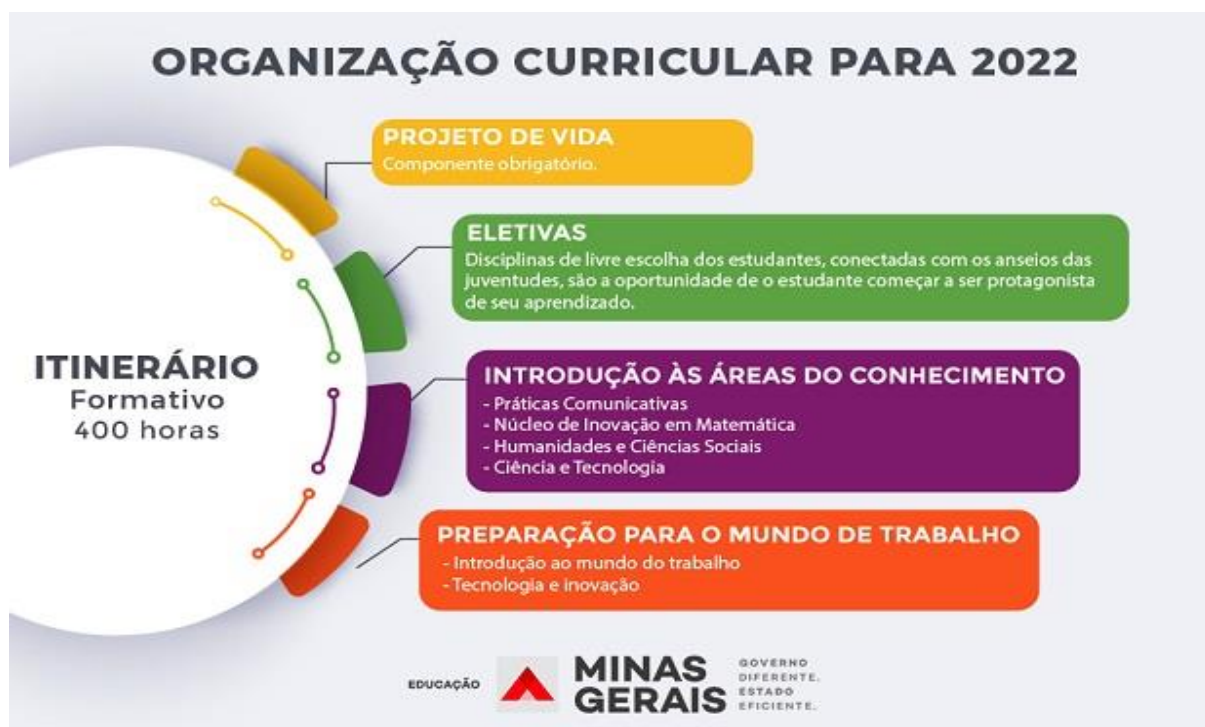 ORGANIZAÇÃO CURRICULAR PARA 2022
PROJETO DE VIDA
Componente obrigatório.
ELETIVAS
Disciplinas de livre escolha dos estudantes, conectadas com os anseios das
juventudes, são a oportunidade de o estudante começar a ser protagonista
de seu aprendizado.
ITINERÁRIO
Formativo
400 horas
INTRODUÇÃO ÀS ÁREAS DO CONHECIMENTO
- Práticas Comunicativas
- Núcleo de Inovação em Matemática
- Humanidades e Ciências Sociais
- Ciência e Tecnologia
PREPARAÇÃO PARA O MUNDO DE TRABALHO
- Introdução ao mundo do trabalho
- Tecnologia e inovação
EDUCAÇÃO
MINAS
GERAIS
GOVERNO
DIFERENTE.
ESTADO
EFICIENTE.